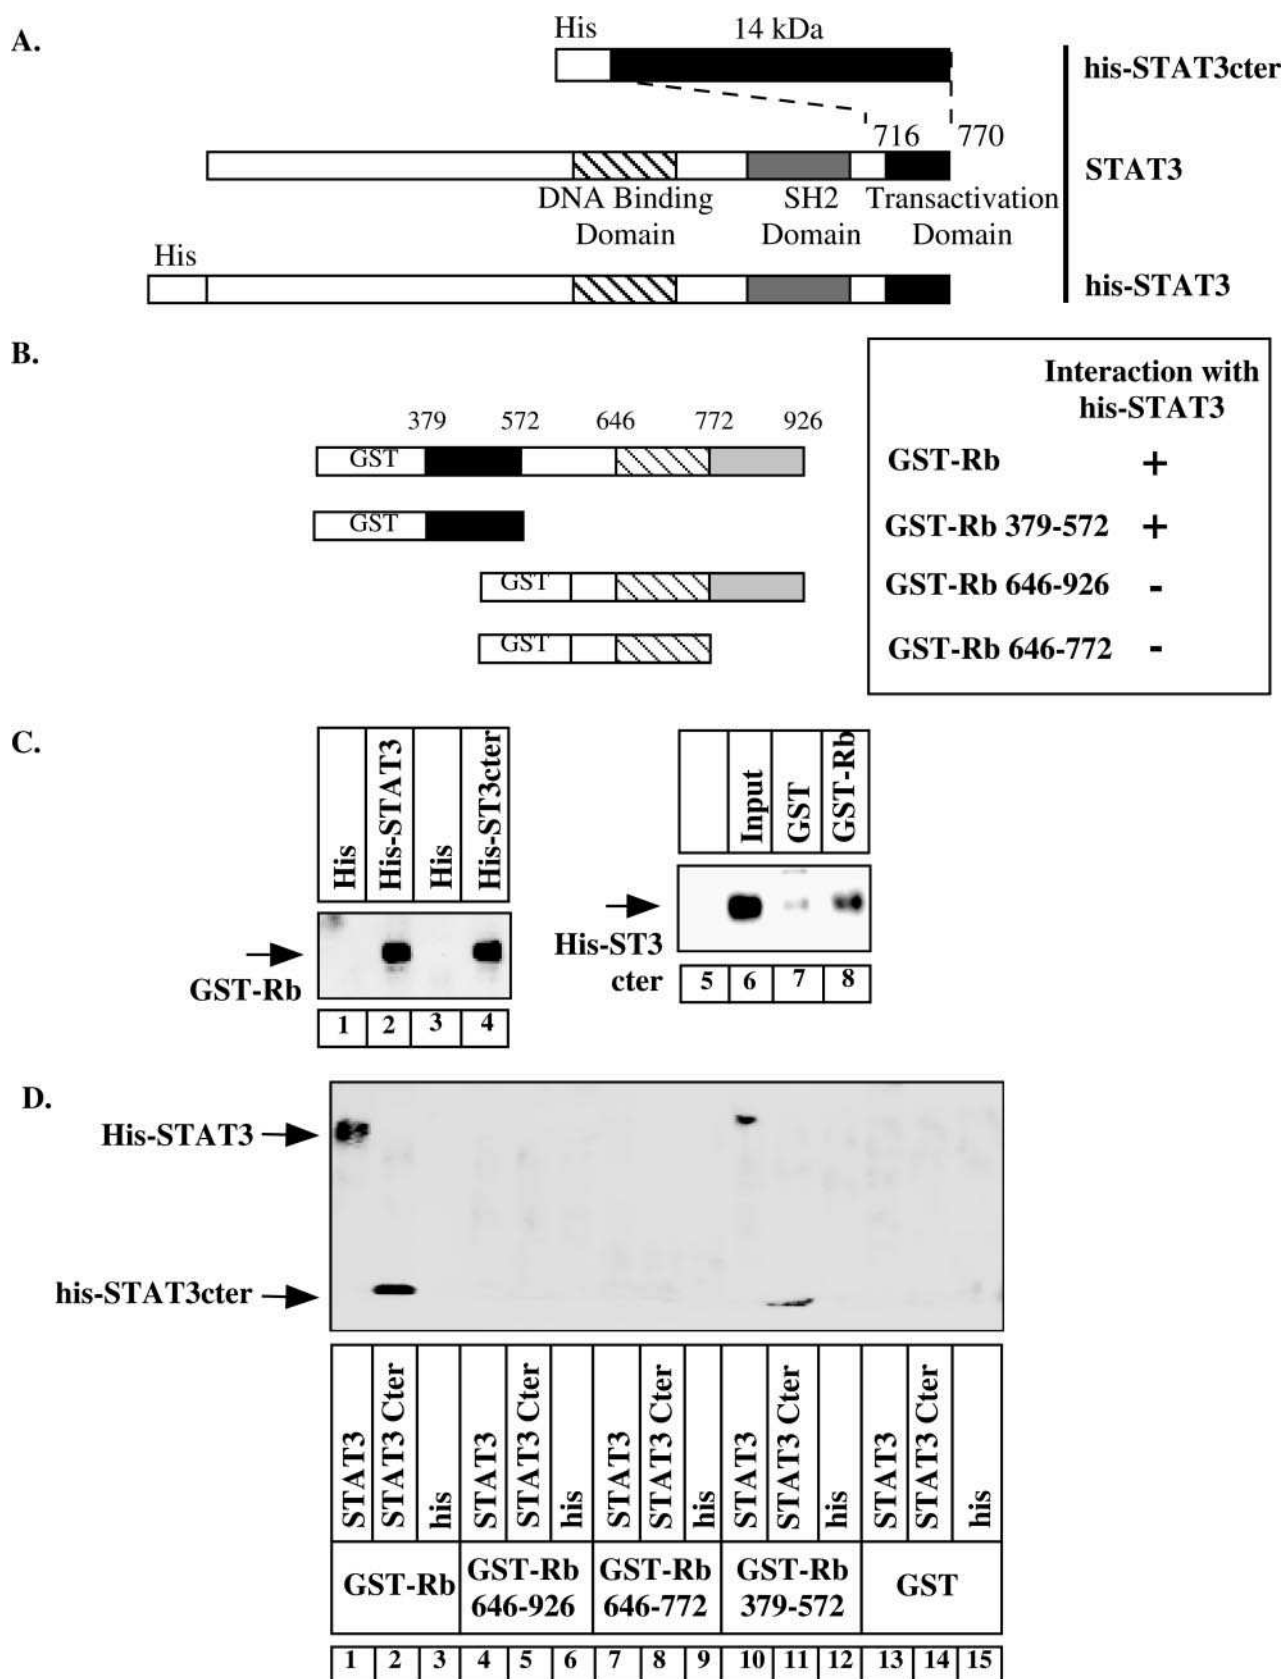 A.
His 14 kDa
his-STAT3cter
716 770
STAT3
DNA Binding SH2 Transactivation
Domain Domain Domain
His
his-STAT3
B.
Interaction with
his-STAT3
379 572 646 772 926
GST
GST-Rb +
GST
GST-Rb 379-572 +
GST
GST-Rb 646-926 -
GST
GST-Rb 646-772 -
C.
His His-STAT3 His His-ST3cter
GST-Rb
1 2 3 4
Input GST GST-Rb
His-ST3
cter
5 6 7 8
D.
His-STAT3
his-STAT3cter
STAT3 STAT3 Cter his STAT3 STAT3 Cter his STAT3 STAT3 Cter his STAT3 STAT3 Cter his STAT3 STAT3 Cter his
GST-Rb GST-Rb 646-926 GST-Rb 646-772 GST-Rb 379-572 GST
1 2 3 4 5 6 7 8 9 10 11 12 13 14 15